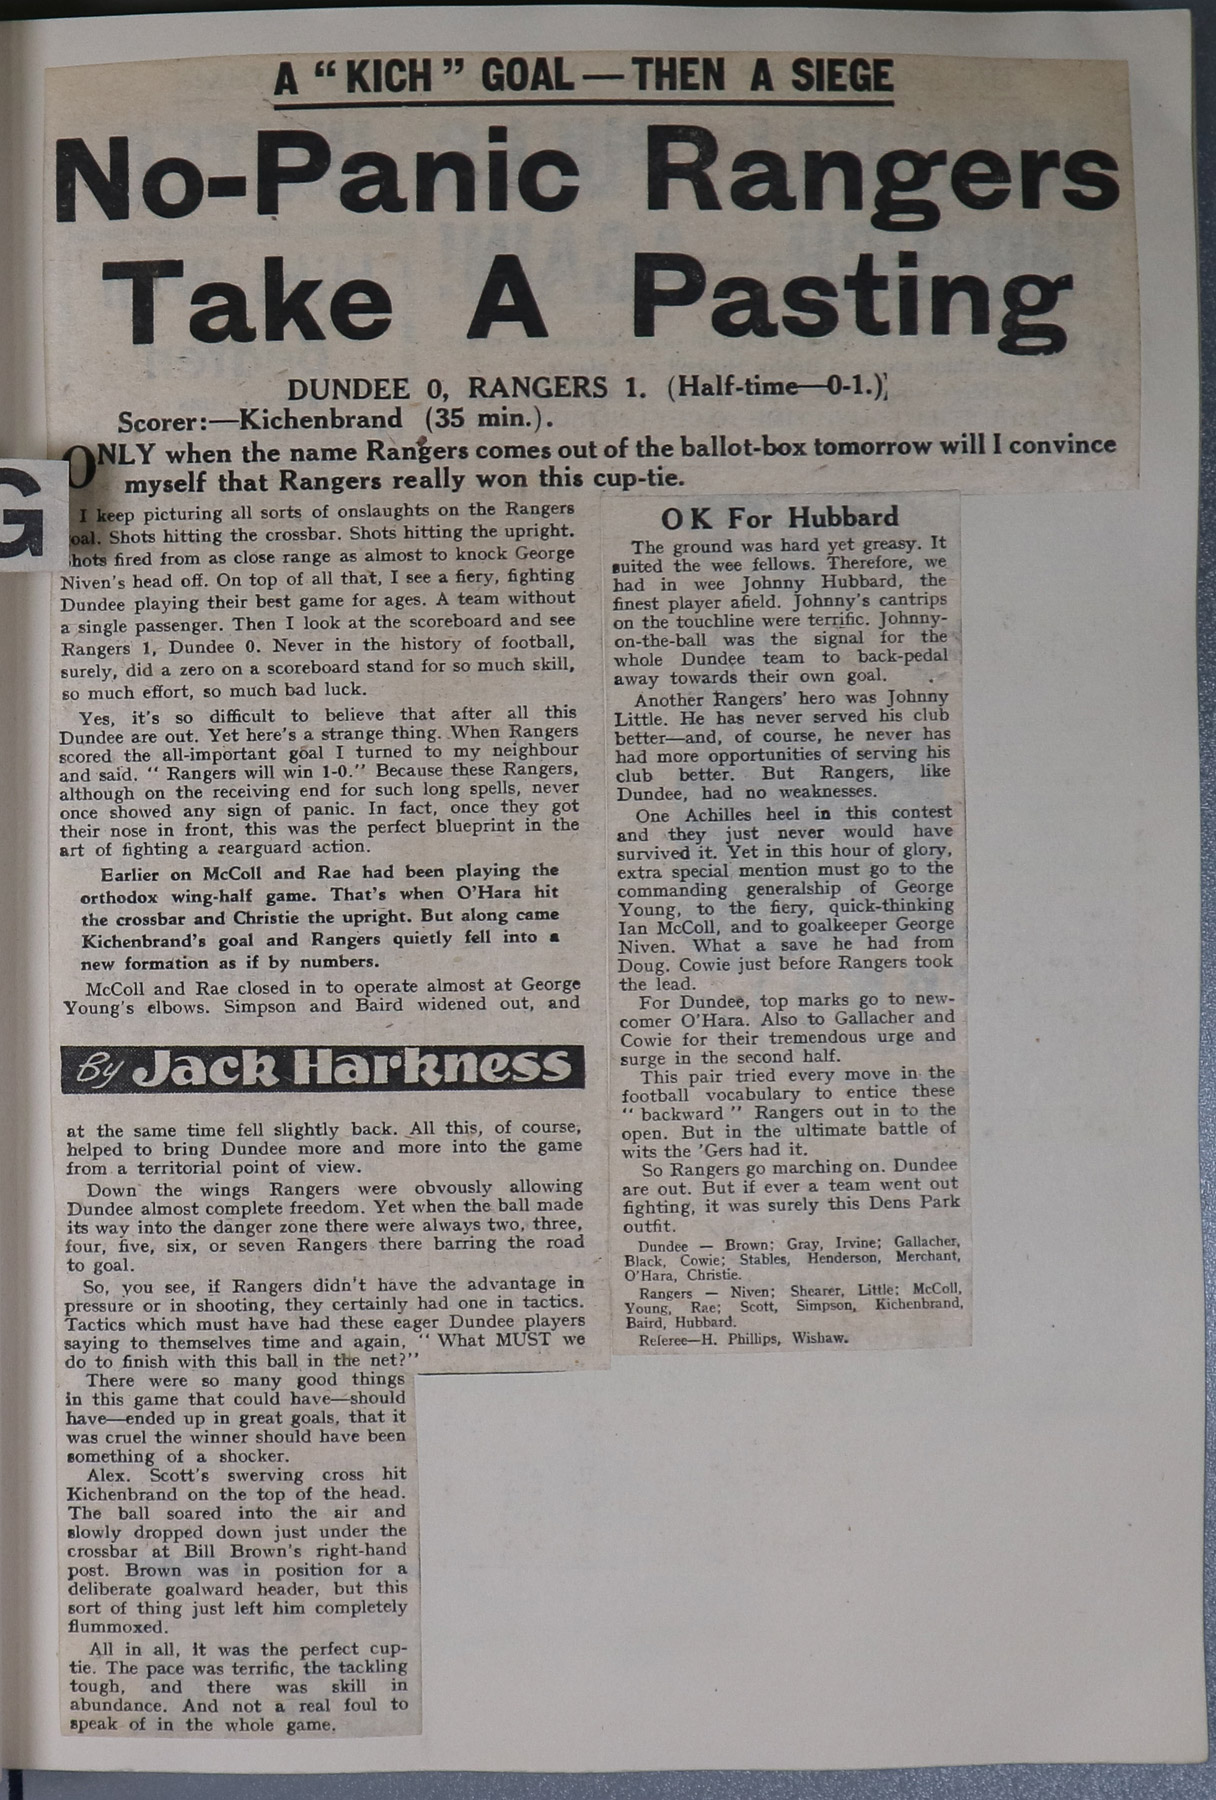 A “KICH” GOAL — THEN A SIEGE
No-Panic Rangers
Take A Pasting
DUNDEE 0, RANGERS 1. (Half-time—0-1.)
Scorer:—Kichenbrand (35 min.).
ONLY when the name Rangers comes out of the ballot-box tomorrow will I convince
myself that Rangers really won this cup-tie.
I keep picturing all sorts of onslaughts on the Rangers
oal. Shots hitting the crossbar. Shots hitting the upright.
hots fired from as close range as almost to knock George
Niven's head off. On top of all that, I see a fiery, fighting
Dundee playing their best game for ages. A team without
a single passenger. Then I look at the scoreboard and see
Rangers 1, Dundee 0. Never in the history of football,
surely, did a zero on a scoreboard stand for so much skill,
so much effort, so much bad luck.
Yes, it's so difficult to believe that after all this
Dundee are out. Yet here's a strange thing. When Rangers
scored the all-important goal I turned to my neighbour
and said. “ Rangers will win 1-0.” Because these Rangers,
although on the receiving end for such long spells, never
once showed any sign of panic. In fact, once they got
their nose in front, this was the perfect blueprint in the
art of fighting a rearguard action.
Earlier on McColl and Rae had been playing the
orthodox wing-half game. That's when O'Hara hit
the crossbar and Christie the upright. But along came
Kichenbrand's goal and Rangers quietly fell into a
new formation as if by numbers.
McColl and Rae closed in to operate almost at George
Young's elbows. Simpson and Baird widened out, and
By Jack Harkness
at the same time fell slightly back. All this, of course,
helped to bring Dundee more and more into the game
from a territorial point of view.
Down the wings Rangers were obvously allowing
Dundee almost complete freedom. Yet when the ball made
its way into the danger zone there were always two, three,
four, five, six, or seven Rangers there barring the road
to goal.
So, you see, if Rangers didn't have the advantage in
pressure or in shooting, they certainly had one in tactics.
Tactics which must have had these eager Dundee players
saying to themselves time and again, “ What MUST we
do to finish with this ball in the net?”
There were so many good things
in this game that could have—should
have—ended up in great goals, that it
was cruel the winner should have been
something of a shocker.
Alex. Scott's swerving cross hit
Kichenbrand on the top of the head.
The ball soared into the air and
slowly dropped down just under the
crossbar at Bill Brown's right-hand
post. Brown was in position for a
deliberate goalward header, but this
sort of thing just left him completely
flummoxed.
All in all, it was the perfect cup-
tie. The pace was terrific, the tackling
tough, and there was skill in
abundance. And not a real foul to
speak of in the whole game.
OK For Hubbard
The ground was hard yet greasy. It
suited the wee fellows. Therefore, we
had in wee Johnny Hubbard, the
finest player afield. Johnny's cantrips
on the touchline were terrific. Johnny-
on-the-ball was the signal for the
whole Dundee team to back-pedal
away towards their own goal.
Another Rangers' hero was Johnny
Little. He has never served his club
better—and, of course, he never has
had more opportunities of serving his
club better. But Rangers, like
Dundee, had no weaknesses.
One Achilles heel in this contest
and they just never would have
survived it. Yet in this hour of glory,
extra special mention must go to the
commanding generalship of George
Young, to the fiery, quick-thinking
Ian McColl, and to goalkeeper George
Niven. What a save he had from
Doug. Cowie just before Rangers took
the lead.
For Dundee, top marks go to new-
comer O'Hara. Also to Gallacher and
Cowie for their tremendous urge and
surge in the second half.
This pair tried every move in the
football vocabulary to entice these
“ backward ” Rangers out in to the
open. But in the ultimate battle of
wits the 'Gers had it.
So Rangers go marching on. Dundee
are out. But if ever a team went out
fighting, it was surely this Dens Park
outfit.
Dundee — Brown; Gray, Irvine; Gallacher,
Black, Cowie; Stables, Henderson, Merchant,
O'Hara, Christie.
Rangers — Niven; Shearer, Little; McColl,
Young, Rae; Scott, Simpson, Kichenbrand,
Baird, Hubbard.
Referee—H. Phillips, Wishaw.
G